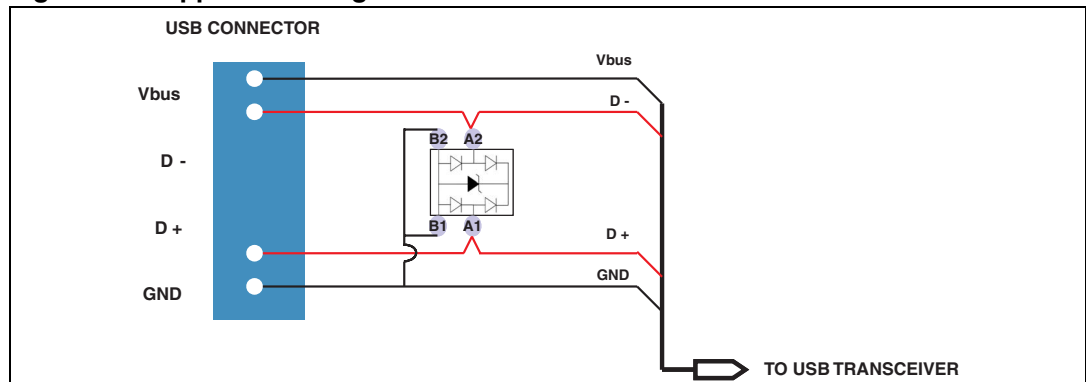 USB CONNECTOR
Vbus
Vbus
D -
B2 A2
D -
B1 A1
D +
D +
GND
GND
TO USB TRANSCEIVER